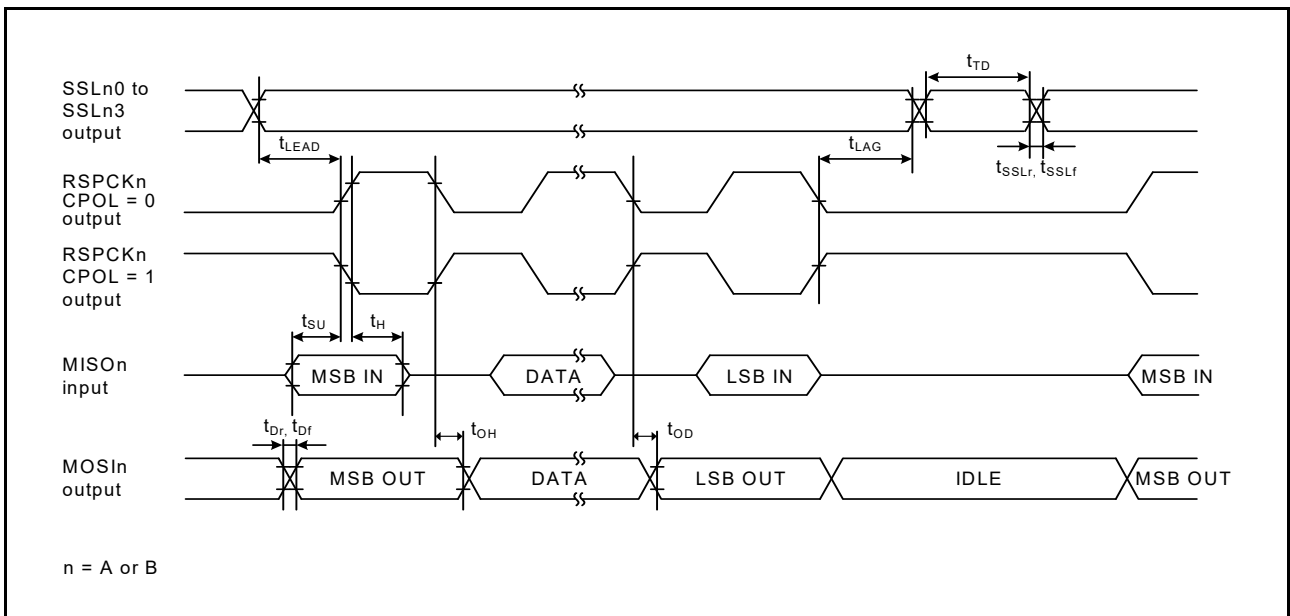 tTD
SSLn0 to
SSLn3
output
tLEAD
tLAG
tSSLr, tSSLf
RSPCKn
CPOL = 0
output
RSPCKn
CPOL = 1
output
tSU
tH
MISOn
input
MSB IN
DATA
LSB IN
MSB IN
tDr, tDf
tOH
tOD
MOSIn
output
MSB OUT
DATA
LSB OUT
IDLE
MSB OUT
n = A or B